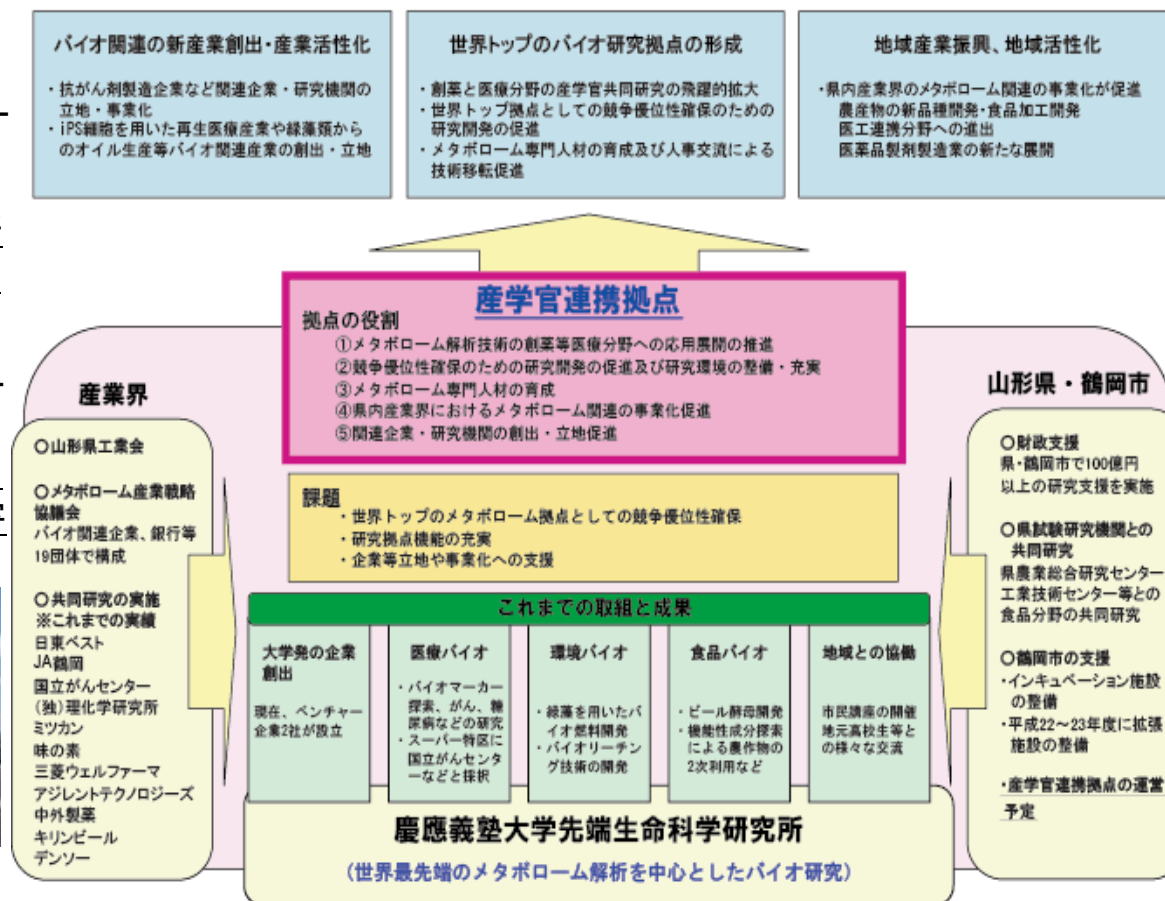 バイオ関連の新産業創出・産業活性化
・抗がん剤製造企業など関連企業・研究機関の
立地・事業化
・iPS細胞を用いた再生医療産業や緑藻類から
のオイル生産等バイオ関連産業の創出・立地
世界トップのバイオ研究拠点の形成
・創薬と医療分野の産学官共同研究の飛躍的拡大
・世界トップ拠点としての競争優位性確保のための
研究開発の促進
・メタボローム専門人材の育成及び人事交流による
技術移転促進
地域産業振興、地域活性化
・県内産業界のメタボローム関連の事業化が促進
農産物の新品種開発・食品加工開発
医工連携分野への進出
医薬品製剤製造業の新たな展開
産学官連携拠点
拠点の役割
①メタボローム解析技術の創薬等医療分野への応用展開の推進
②競争優位性確保のための研究開発の促進及び研究環境の整備・充実
③メタボローム専門人材の育成
④県内産業界におけるメタボローム関連の事業化促進
⑤関連企業・研究機関の創出・立地促進
産業界
○山形県工業会
○メタボローム産業戦略
協議会
バイオ関連企業、銀行等
19団体で構成
○共同研究の実施
※これまでの実績
日東ベスト
JA鶴岡
国立がんセンター
(独)理化学研究所
ミツカン
味の素
三菱ウェルファーマ
アジレントテクノロジーズ
中外製薬
キリンビール
デンソー
課題
・世界トップのメタボローム拠点としての競争優位性確保
・研究拠点機能の充実
・企業等立地や事業化への支援
これまでの取組と成果
大学発の企業
創出
現在、ベンチャー
企業2社が設立
医療バイオ
・バイオマーカー
探索、がん、糖
尿病などの研究
・スーパー特区に
国立がんセンタ
ーなどと採択
環境バイオ
・緑藻を用いたバ
イオ燃料開発
・バイオリーチン
グ技術の開発
食品バイオ
・ビール酵母開発
・機能性成分探索
による農作物の
2次利用など
地域との協働
市民講座の開催
地元高校生等と
の様々な交流
慶應義塾大学先端生命科学研究所
(世界最先端のメタボローム解析を中心としたバイオ研究)
山形県・鶴岡市
○財政支援
県・鶴岡市で100億円
以上の研究支援を実施
○県試験研究機関との
共同研究
県農業総合研究センター
工業技術センター等との
食品分野の共同研究
○鶴岡市の支援
・インキュベーション施設
の整備
・平成22～23年度に拡張
施設の整備
・産学官連携拠点の運営
予定